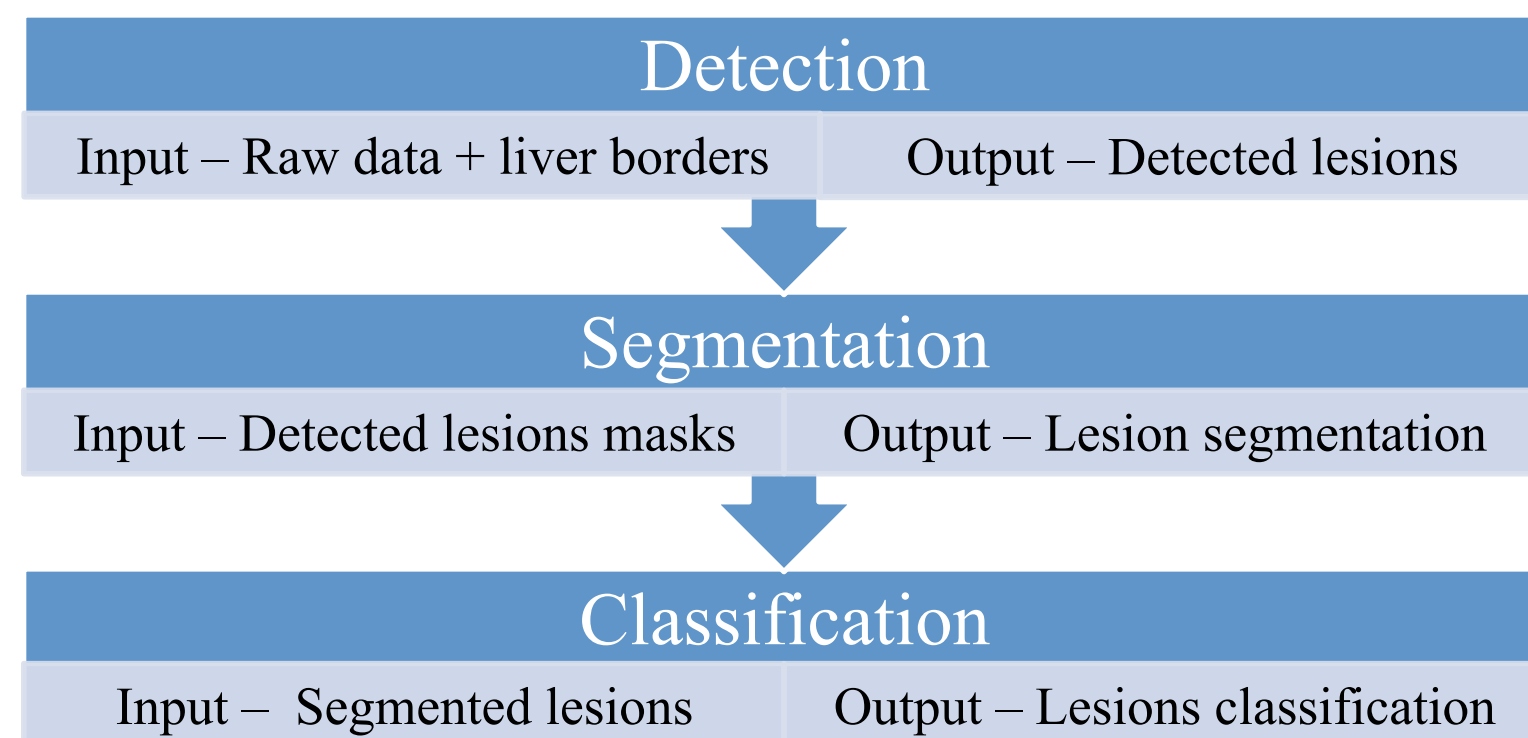 Detection
Input – Raw data + liver borders
Output – Detected lesions
Segmentation
Input – Detected lesions masks
Output – Lesion segmentation
Classification
Input –  Segmented lesions
Output – Lesions classification